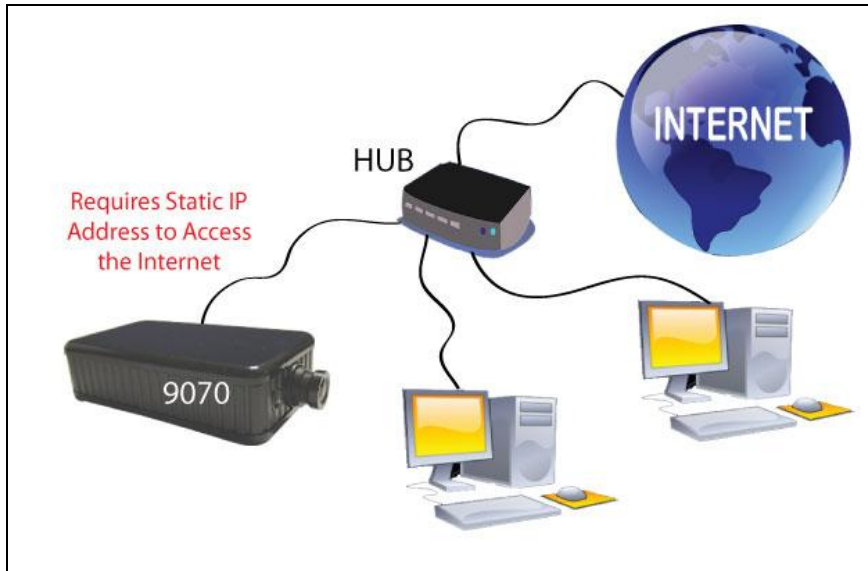 INTERNET
HUB
Requires Static IP
Address to Access
the Internet
9070